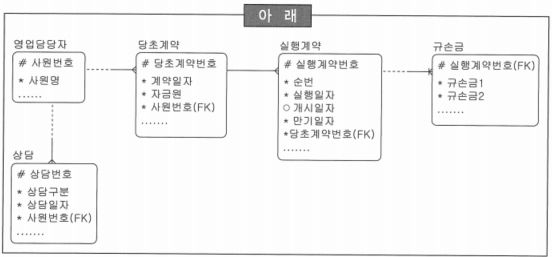 아 래
영업담당자
# 사원번호
* 사원명
......
당초계약
# 당초계약번호
* 계약일자
* 자금원
* 사원번호(FK)
.......
실행계약
# 실행계약번호
* 순번
* 실행일자
○ 개시일자
* 만기일자
*당초계약번호(FK)
.......
규손금
# 실행계약번호(FK)
* 규손금1
* 규손금2
.......
상담
# 상담번호
* 상담구분
* 상담일자
* 사원번호(FK)
.......